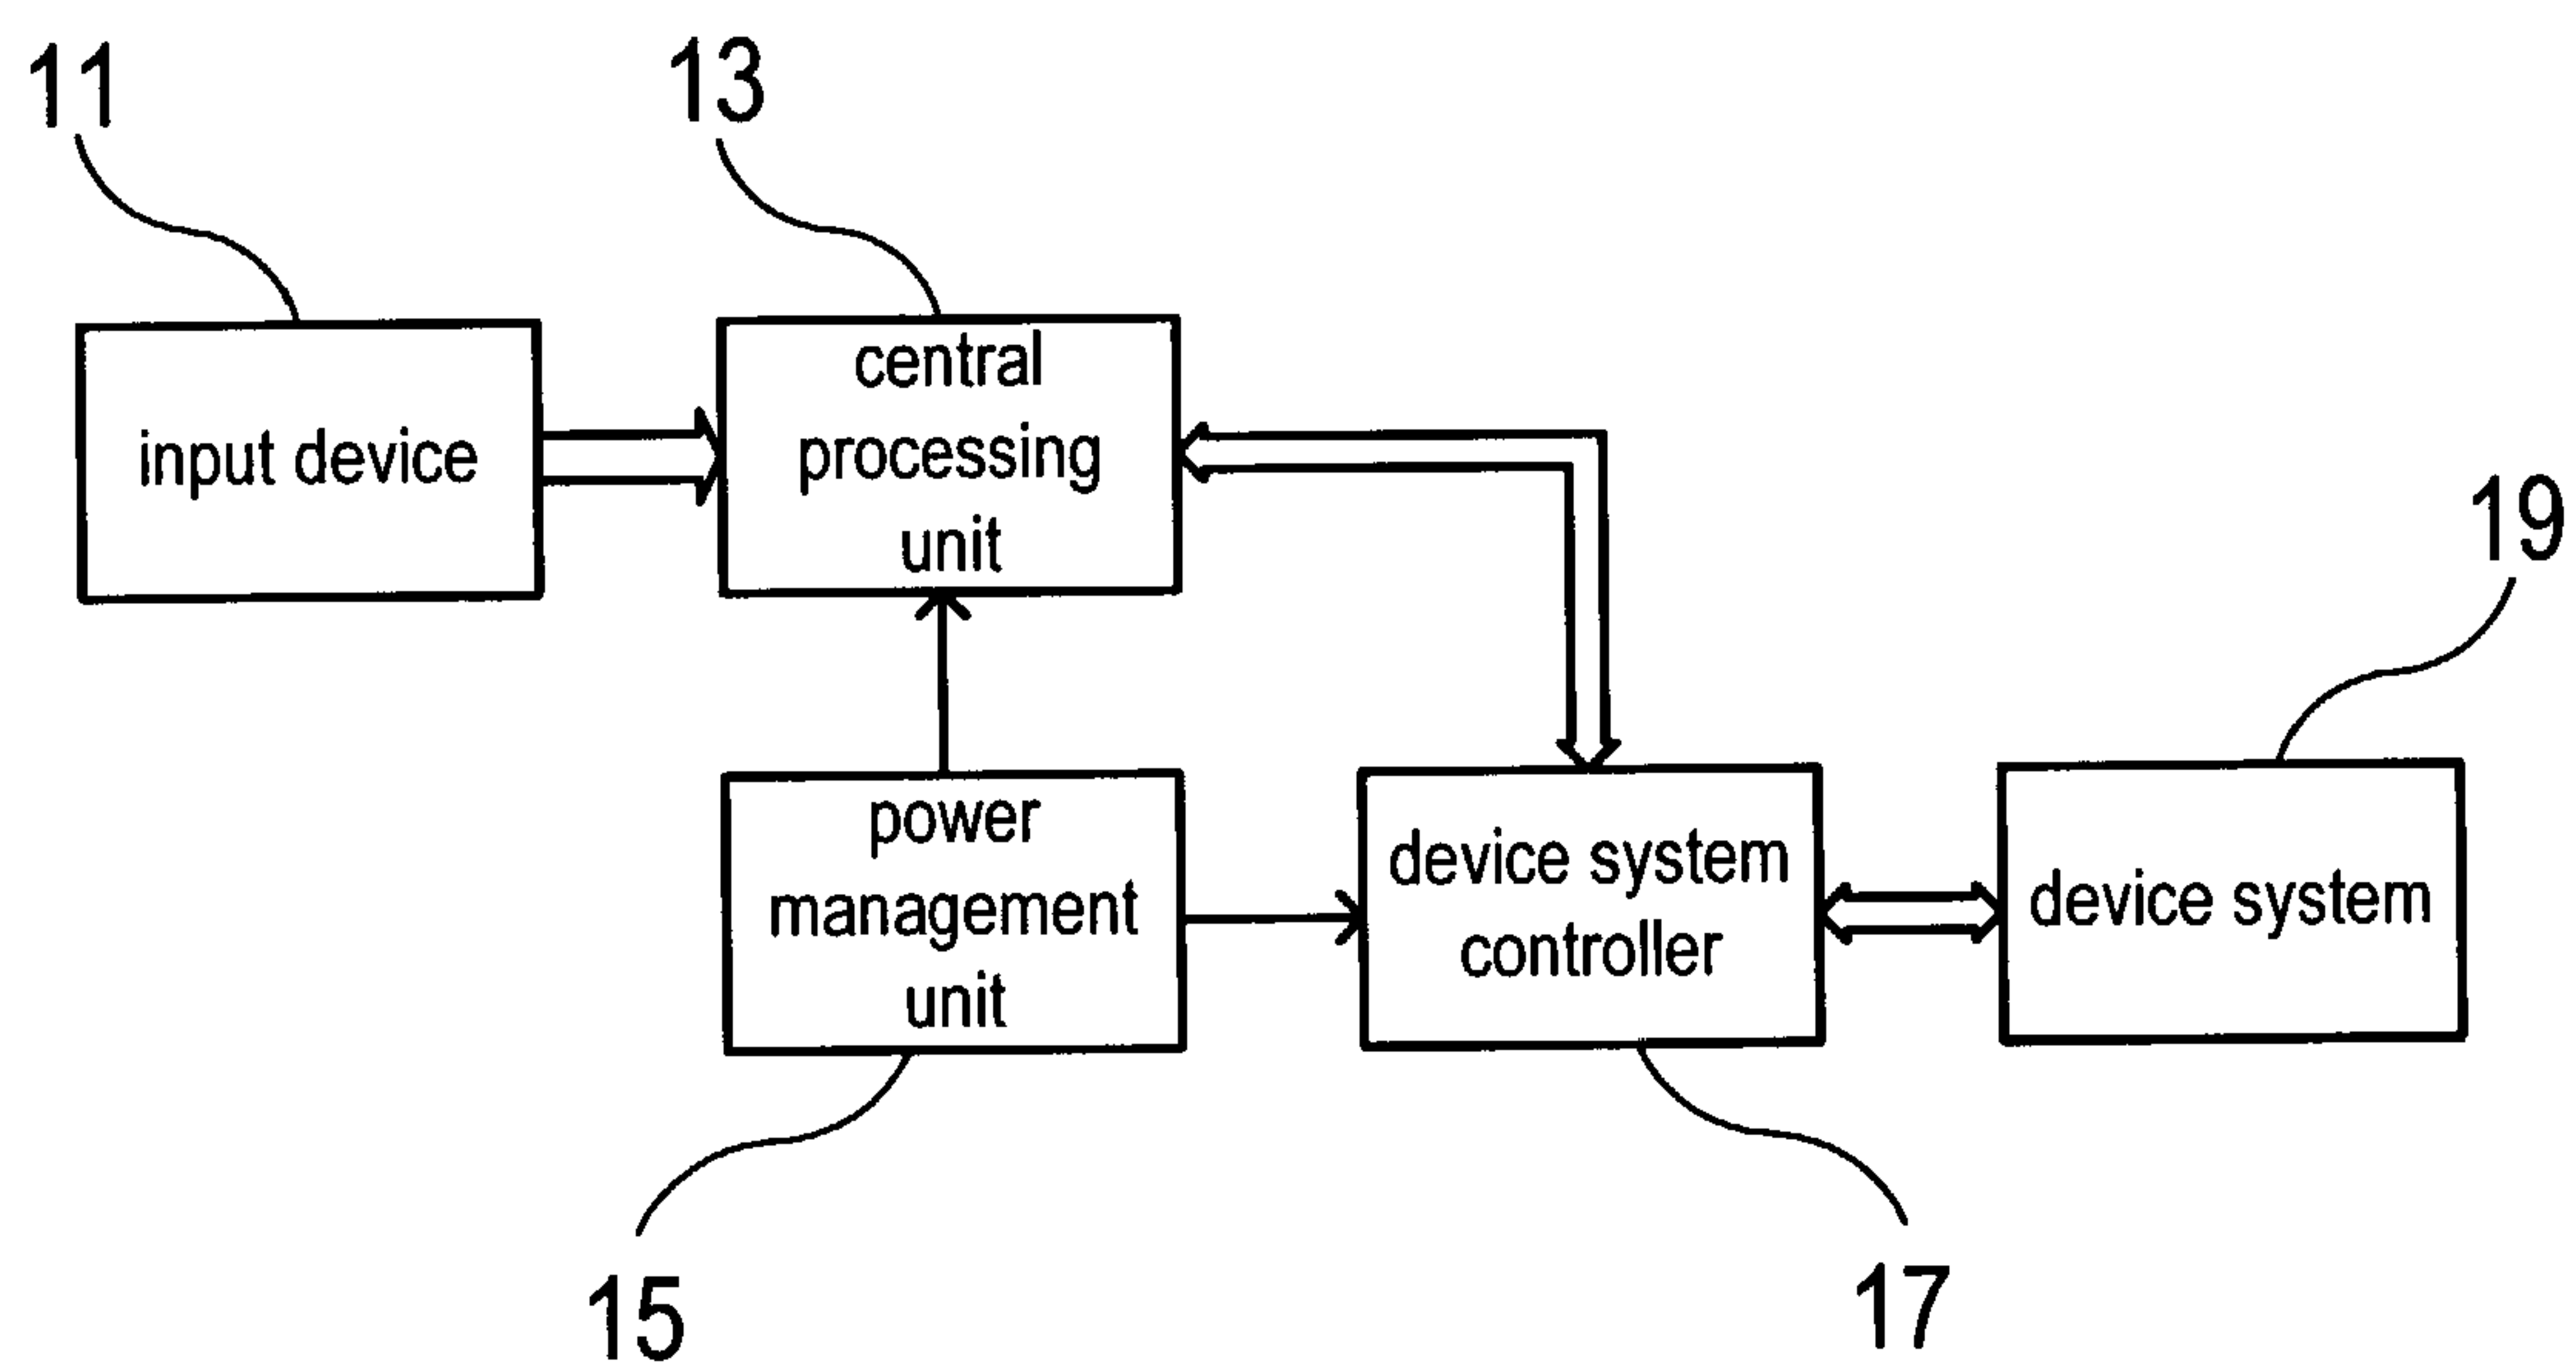 11
13
input device
central
processing
unit
19
power
management
unit
device system
controller
device system
15
17